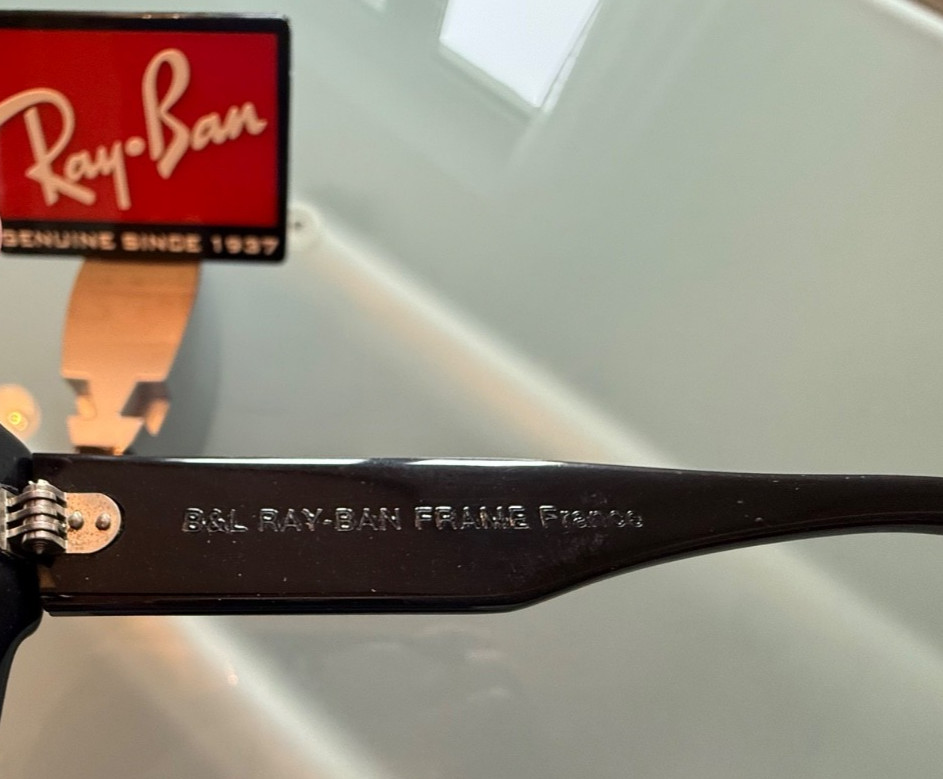 Ray-Ban
GENUINE SINCE 1937
B&L RAY-BAN FRAME France